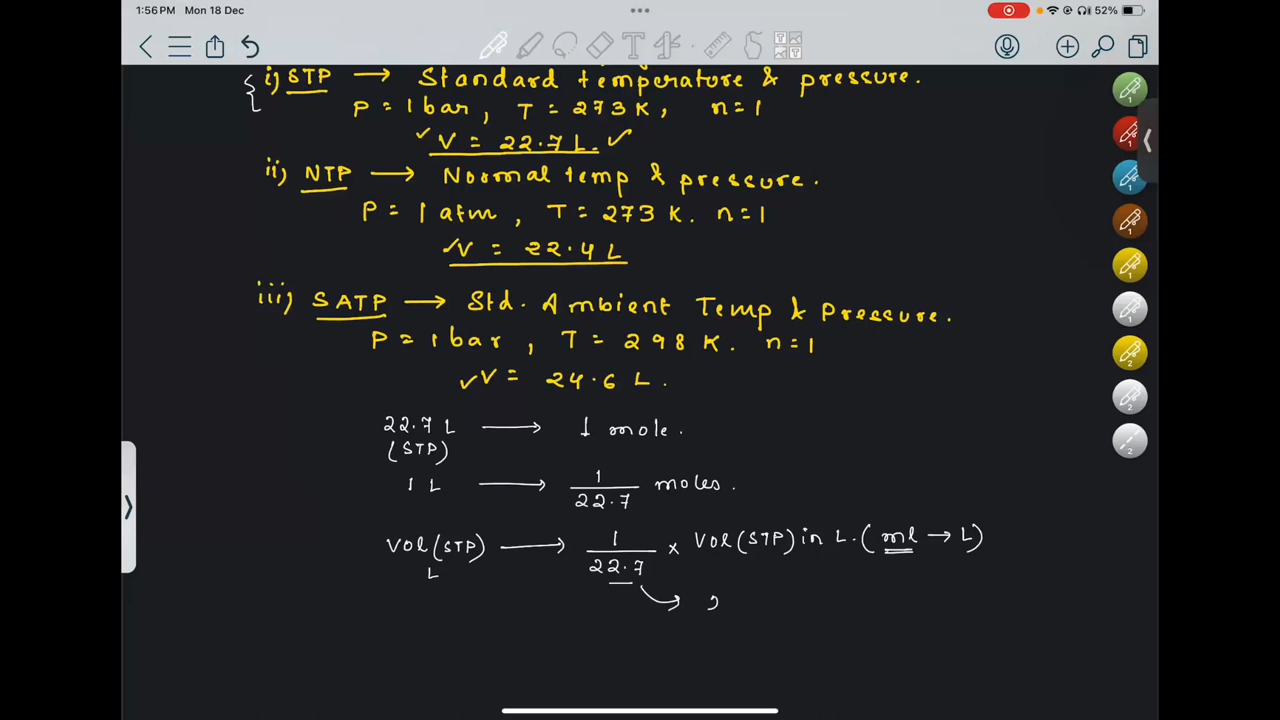 1:56 PM Mon 18 Dec
52%
i) STP → Standard temperature & pressure.
P = 1 bar, T = 273 K, n=1
✓ V = 22.7 L. ✓
ii) NTP → Normal temp & pressure.
P = 1 atm, T = 273 K. n=1
✓V = 22.4 L
iii) SATP → Std. Ambient Temp & Pressure.
P = 1 bar, T = 298 K. n=1
✓V = 24.6 L.
22.7 L → 1 mole.
(STP)
1 L → 1/22.7 moles.
Vol(STP) → 1/22.7 × Vol(STP) in L. (ml → L)
L